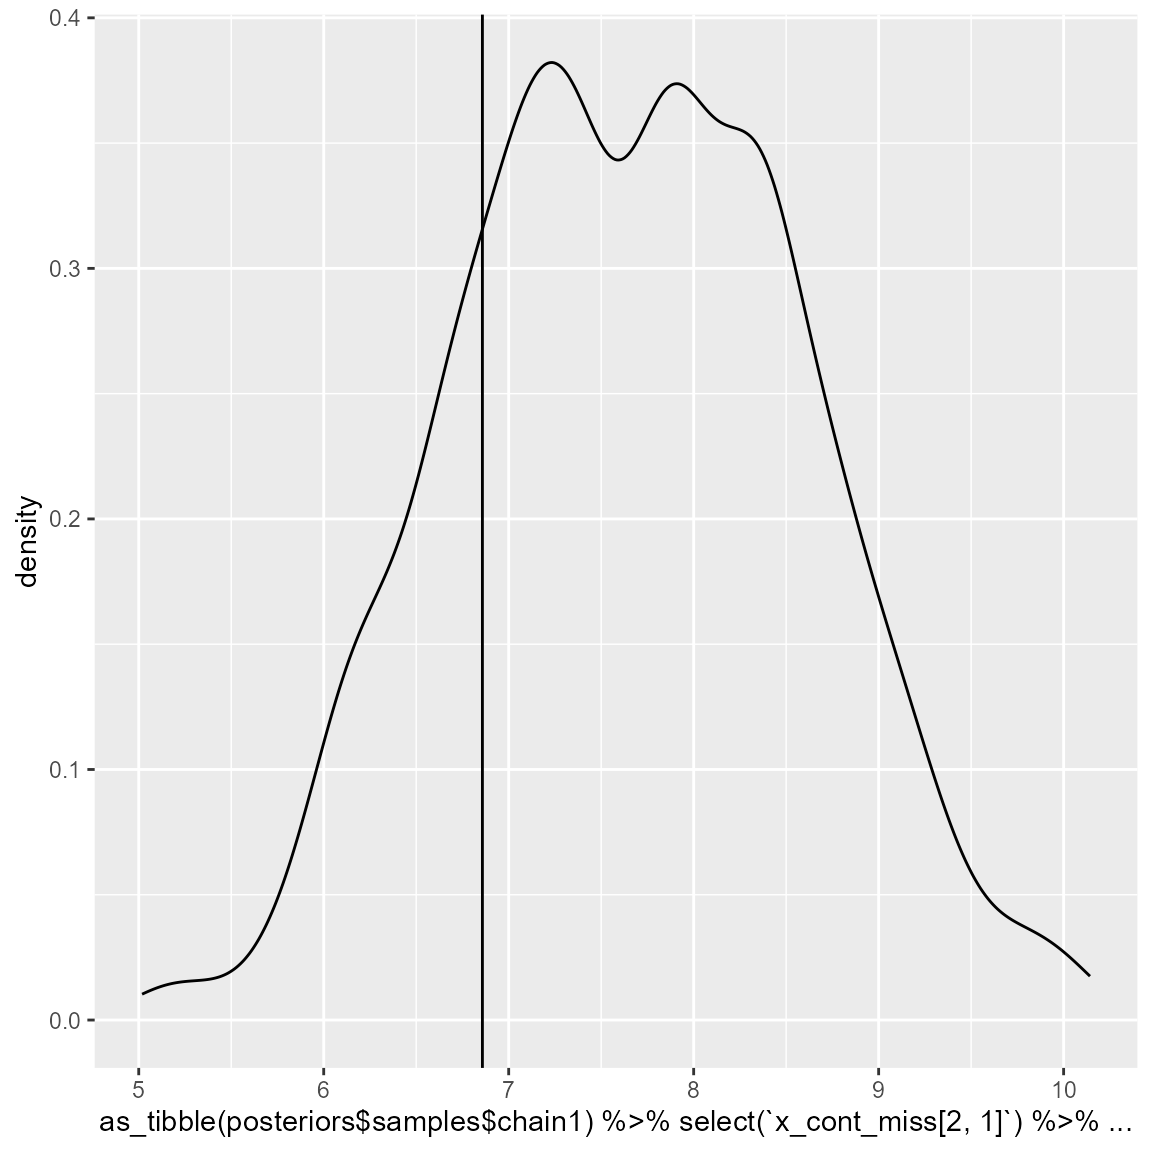 0.4
0.3
0.2
0.1
0.0
density
5 6 7 8 9 10
as_tibble(posteriors$samples$chain1) %>% select(`x_cont_miss[2, 1]`) %>% ...